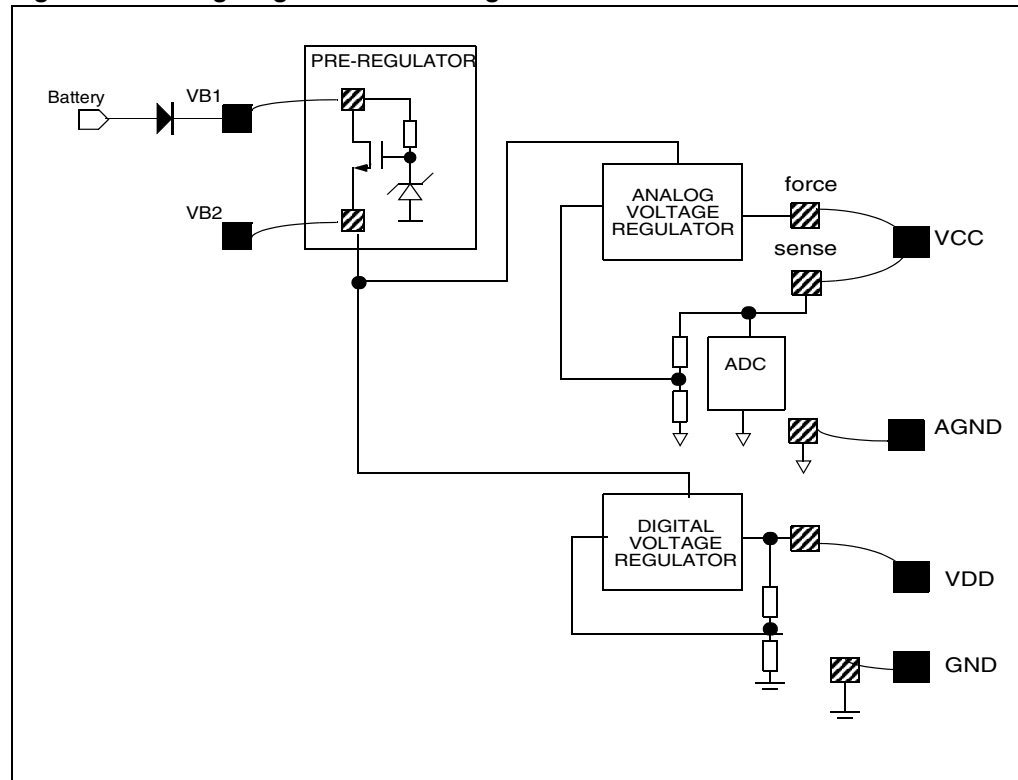 PRE-REGULATOR
Battery
VB1
VB2
ANALOG
VOLTAGE
REGULATOR
force
sense
VCC
ADC
AGND
DIGITAL
VOLTAGE
REGULATOR
VDD
GND